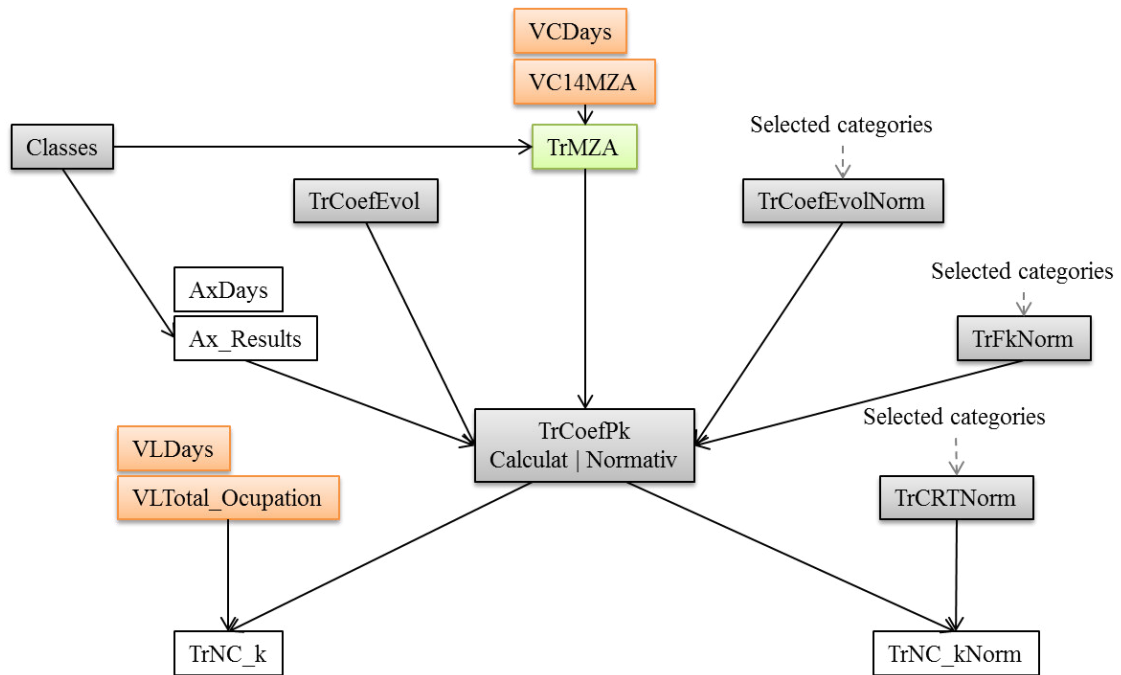 VCDays
VC14MZA
Selected categories
Classes
TrMZA
TrCoefEvol
TrCoefEvolNorm
AxDays
Selected categories
Ax_Results
TrFkNorm
TrCoefPk
Calculat | Normativ
Selected categories
VLDays
VLTotal_Ocupation
TrCRTNorm
TrNC_k
TrNC_kNorm